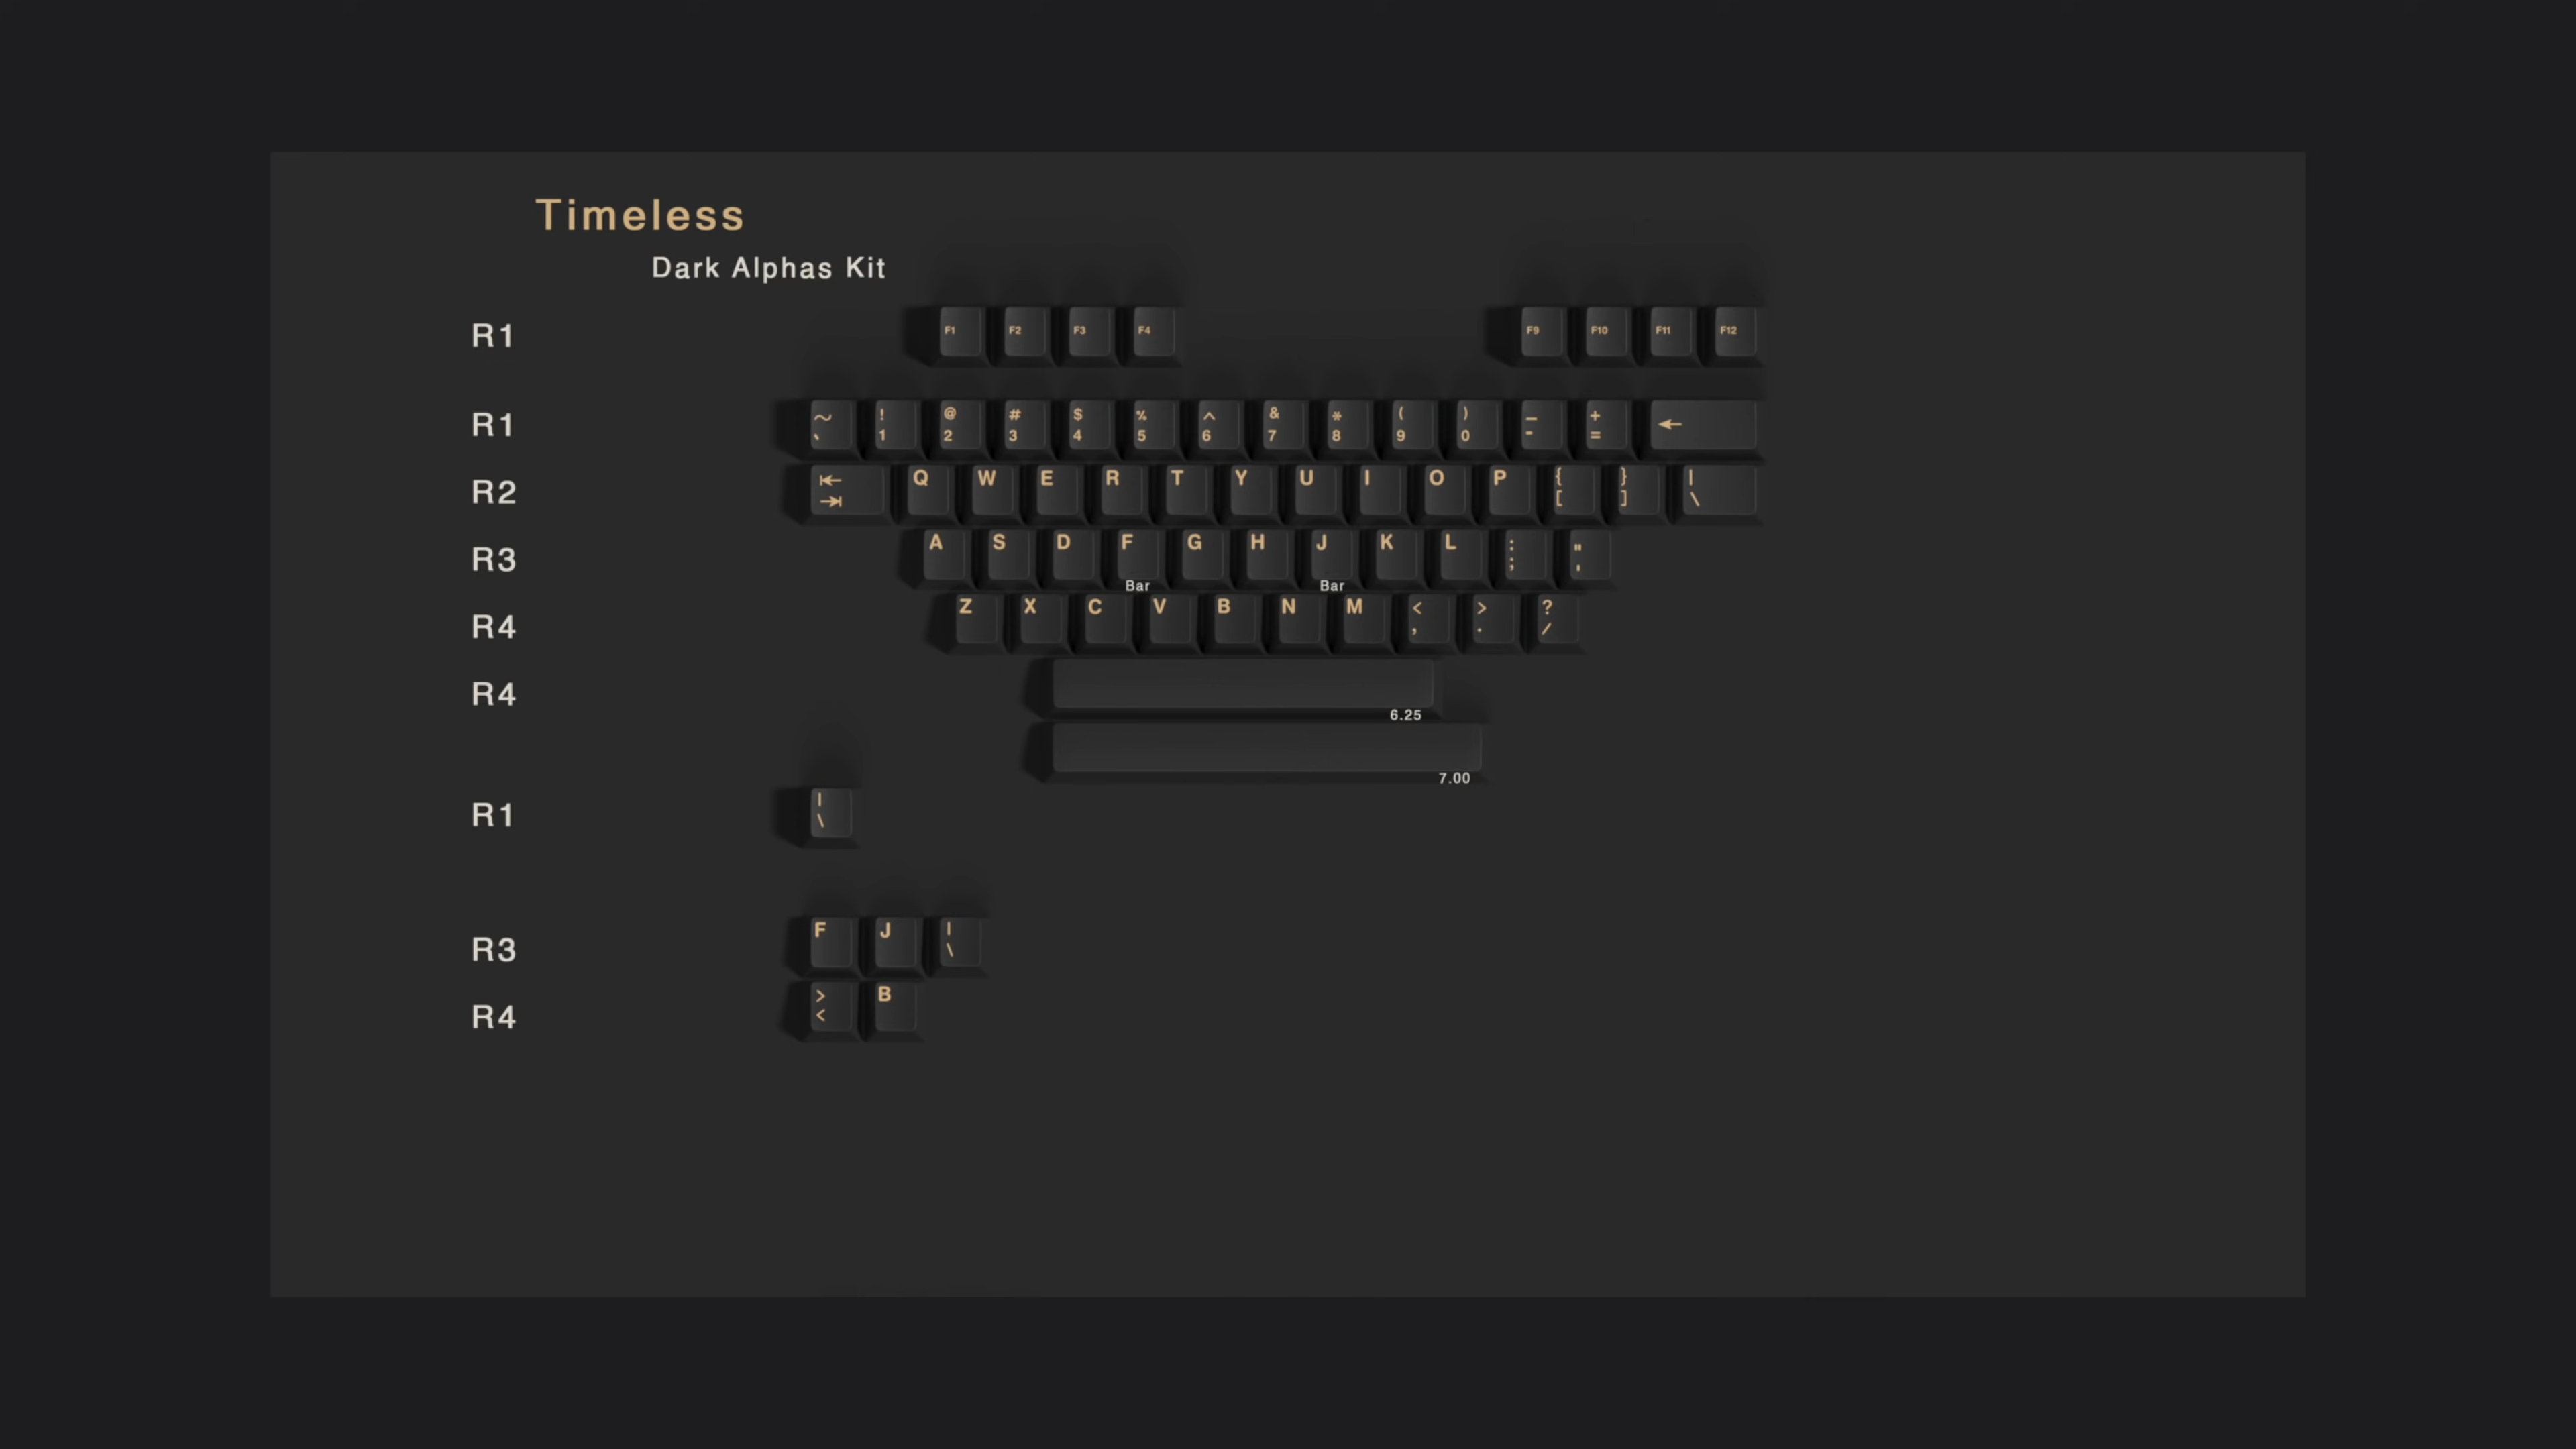 Timeless
Dark Alphas Kit
R1 F1 F2 F3 F4 F9 F10 F11 F12
~ ! @ # $ % ^ & * ( ) _ +
R1 ` 1 2 3 4 5 6 7 8 9 0 - = ←
R2 ⇤ ⇥ Q W E R T Y U I O P { [ } ] | \
R3 A S D F G H J K L : ; " '
Bar Bar
R4 Z X C V B N M < , > . ? /
R4
6.25
7.00
R1 | \
R3 F J | \
R4 > < B